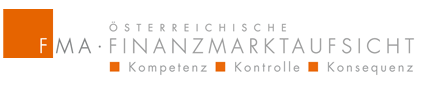 ÖSTERREICHISCHE
FMA · FINANZMARKTAUFSICHT
■ Kompetenz ■ Kontrolle ■ Konsequenz